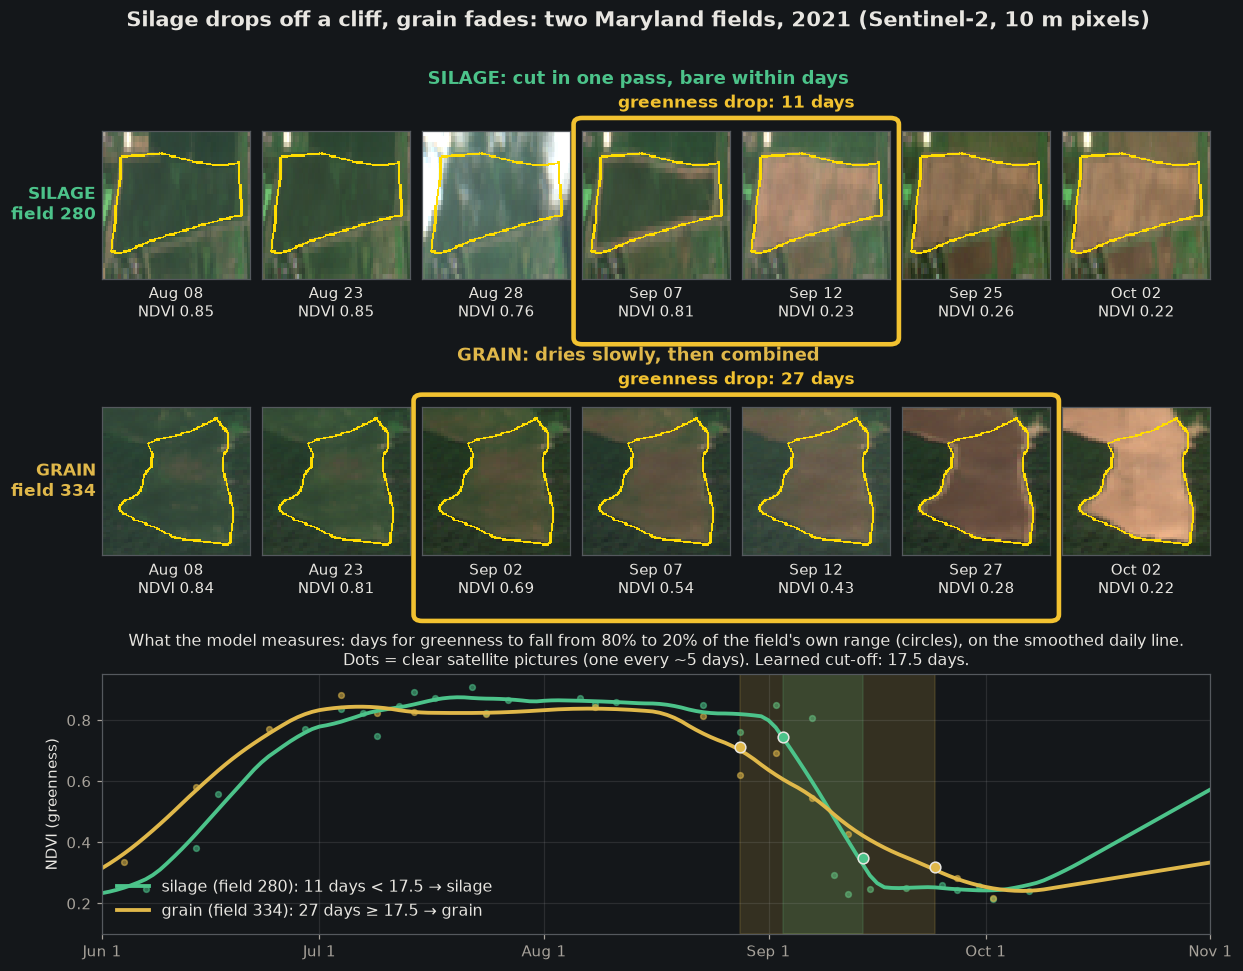 Silage drops off a cliff, grain fades: two Maryland fields, 2021 (Sentinel-2, 10 m pixels)
SILAGE: cut in one pass, bare within days
greenness drop: 11 days
SILAGE
field 280
Aug 08
NDVI 0.85
Aug 23
NDVI 0.85
Aug 28
NDVI 0.76
Sep 07
NDVI 0.81
Sep 12
NDVI 0.23
Sep 25
NDVI 0.26
Oct 02
NDVI 0.22
GRAIN: dries slowly, then combined
greenness drop: 27 days
GRAIN
field 334
Aug 08
NDVI 0.84
Aug 23
NDVI 0.81
Sep 02
NDVI 0.69
Sep 07
NDVI 0.54
Sep 12
NDVI 0.43
Sep 27
NDVI 0.28
Oct 02
NDVI 0.22
What the model measures: days for greenness to fall from 80% to 20% of the field's own range (circles), on the smoothed daily line.
Dots = clear satellite pictures (one every ~5 days). Learned cut-off: 17.5 days.
NDVI (greenness)
0.8
0.6
0.4
0.2
silage (field 280): 11 days < 17.5 → silage
grain (field 334): 27 days ≥ 17.5 → grain
Jun 1
Jul 1
Aug 1
Sep 1
Oct 1
Nov 1